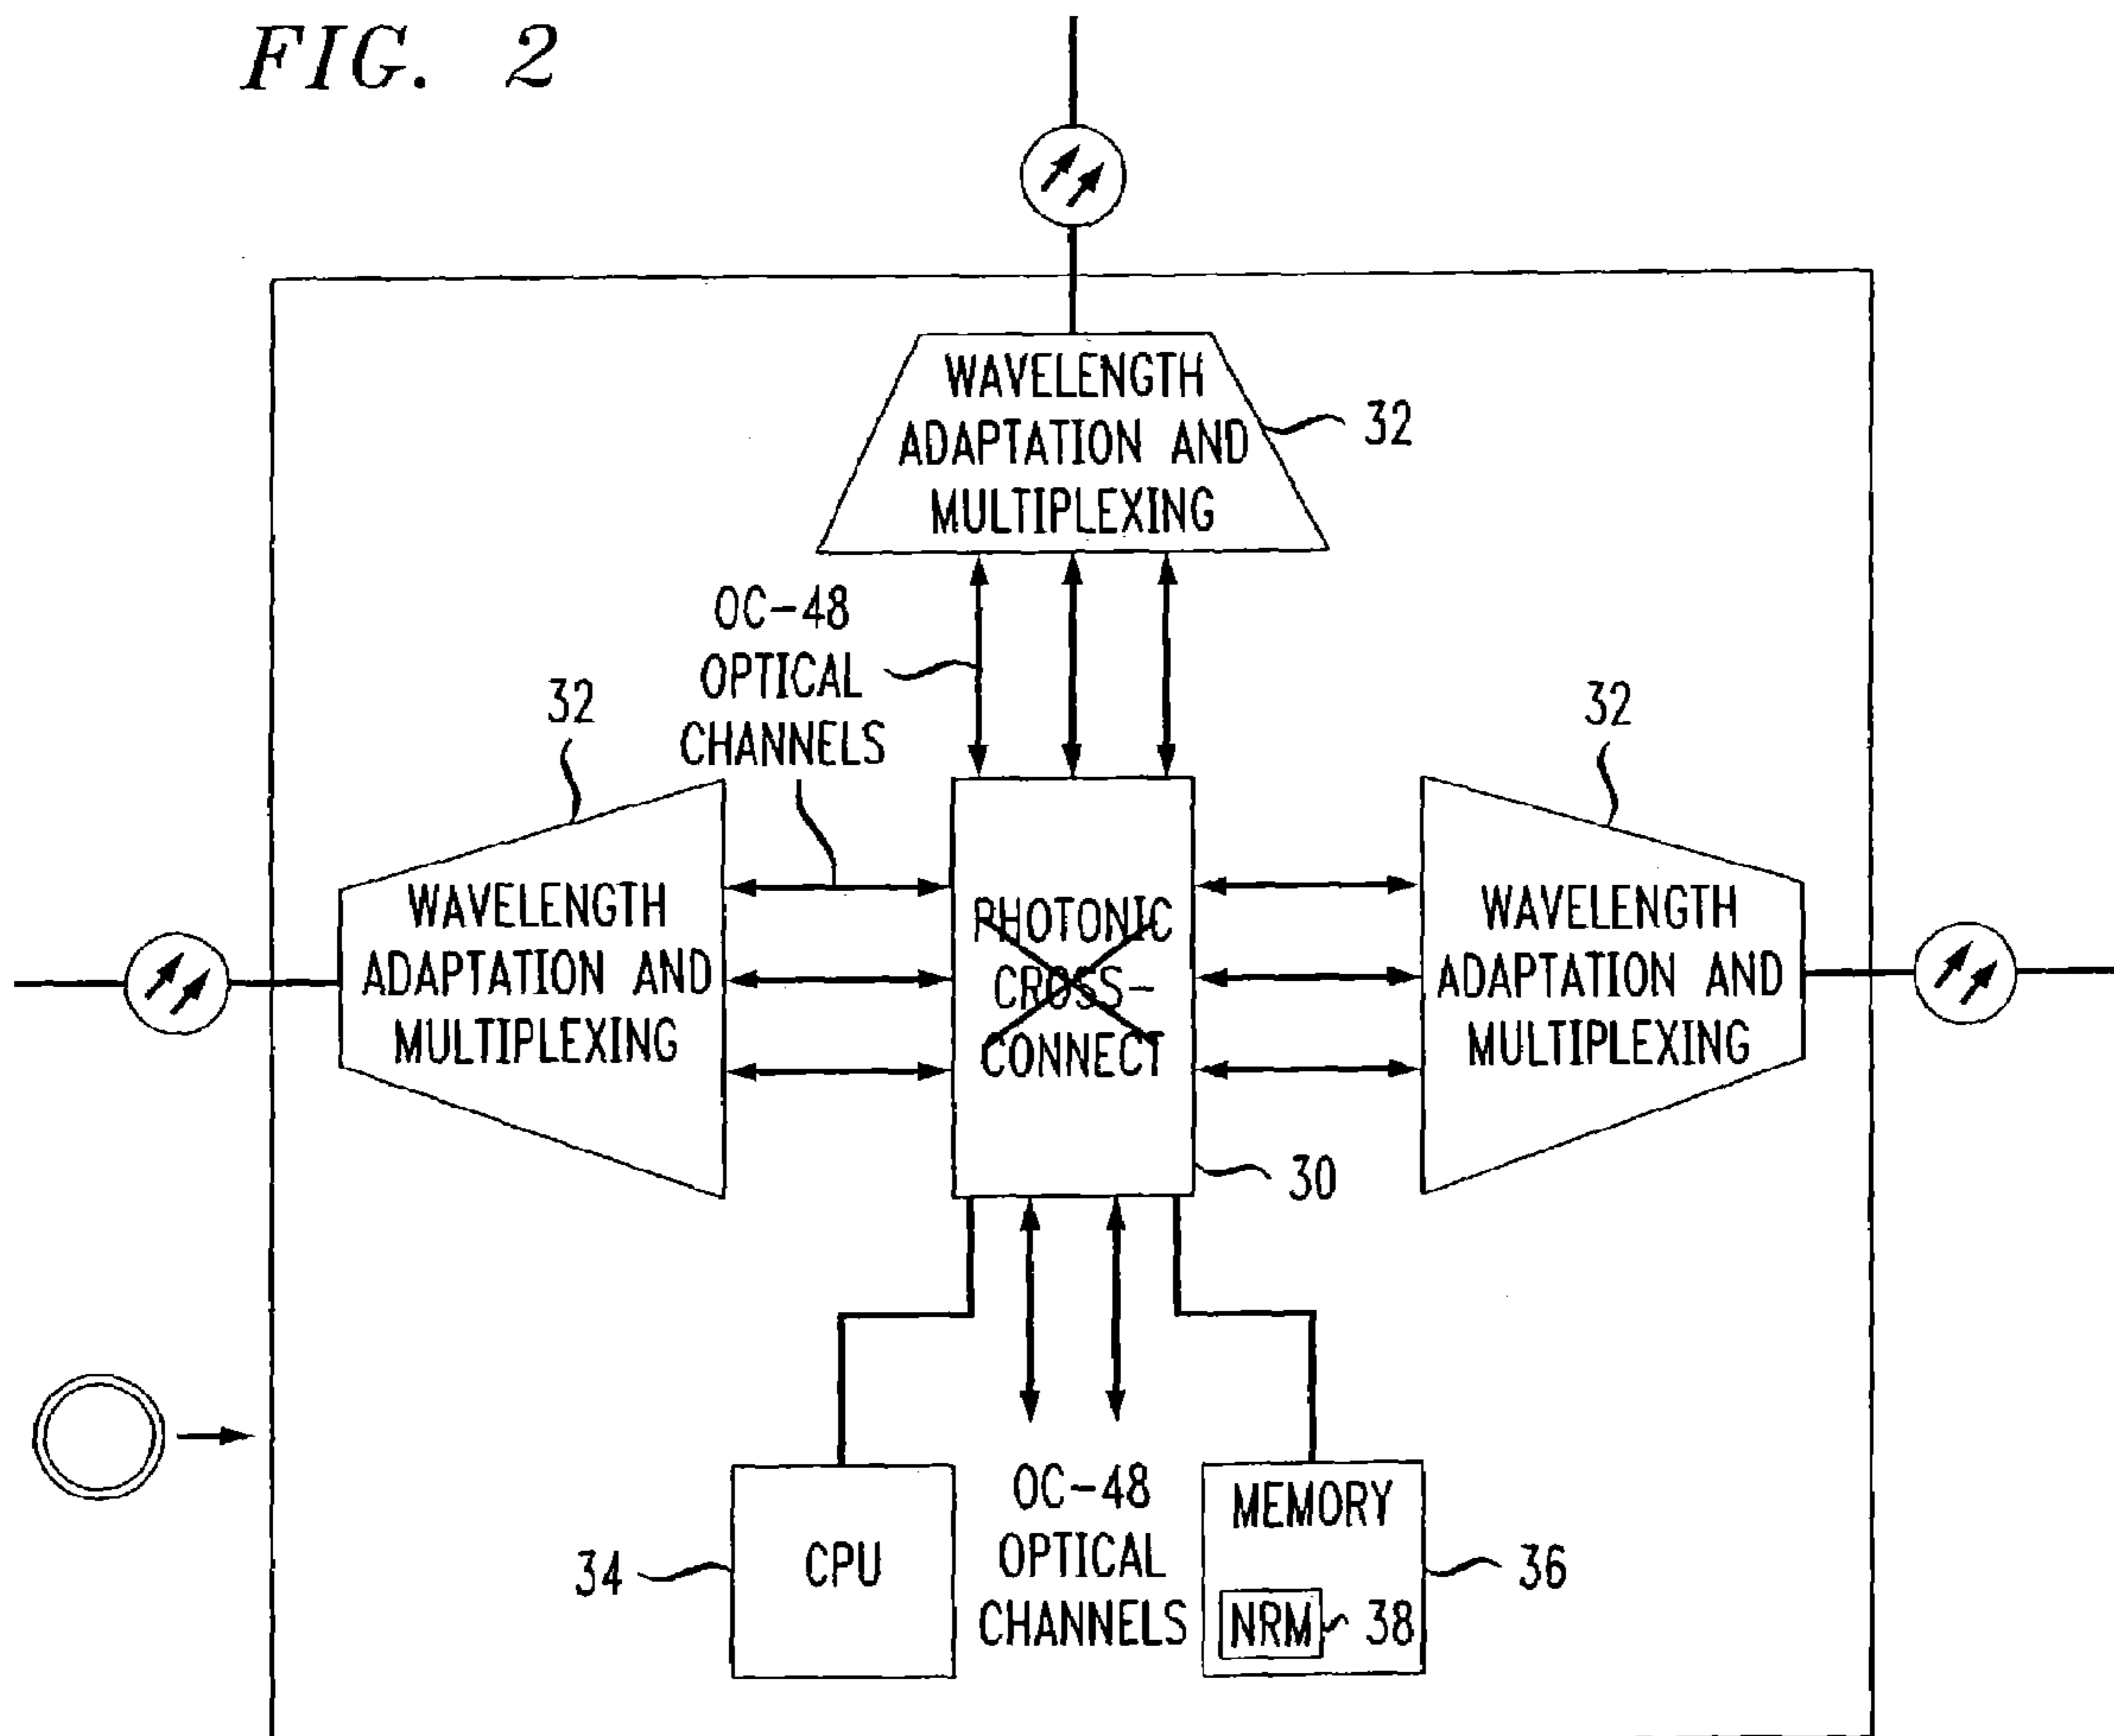 FIG. 2
WAVELENGTH
ADAPTATION AND
MULTIPLEXING
32
OC-48
OPTICAL
CHANNELS
32
32
WAVELENGTH
ADAPTATION AND
MULTIPLEXING
PHOTONIC
CROSS-
CONNECT
WAVELENGTH
ADAPTATION AND
MULTIPLEXING
30
34
CPU
OC-48
OPTICAL
CHANNELS
MEMORY
36
NRM
38